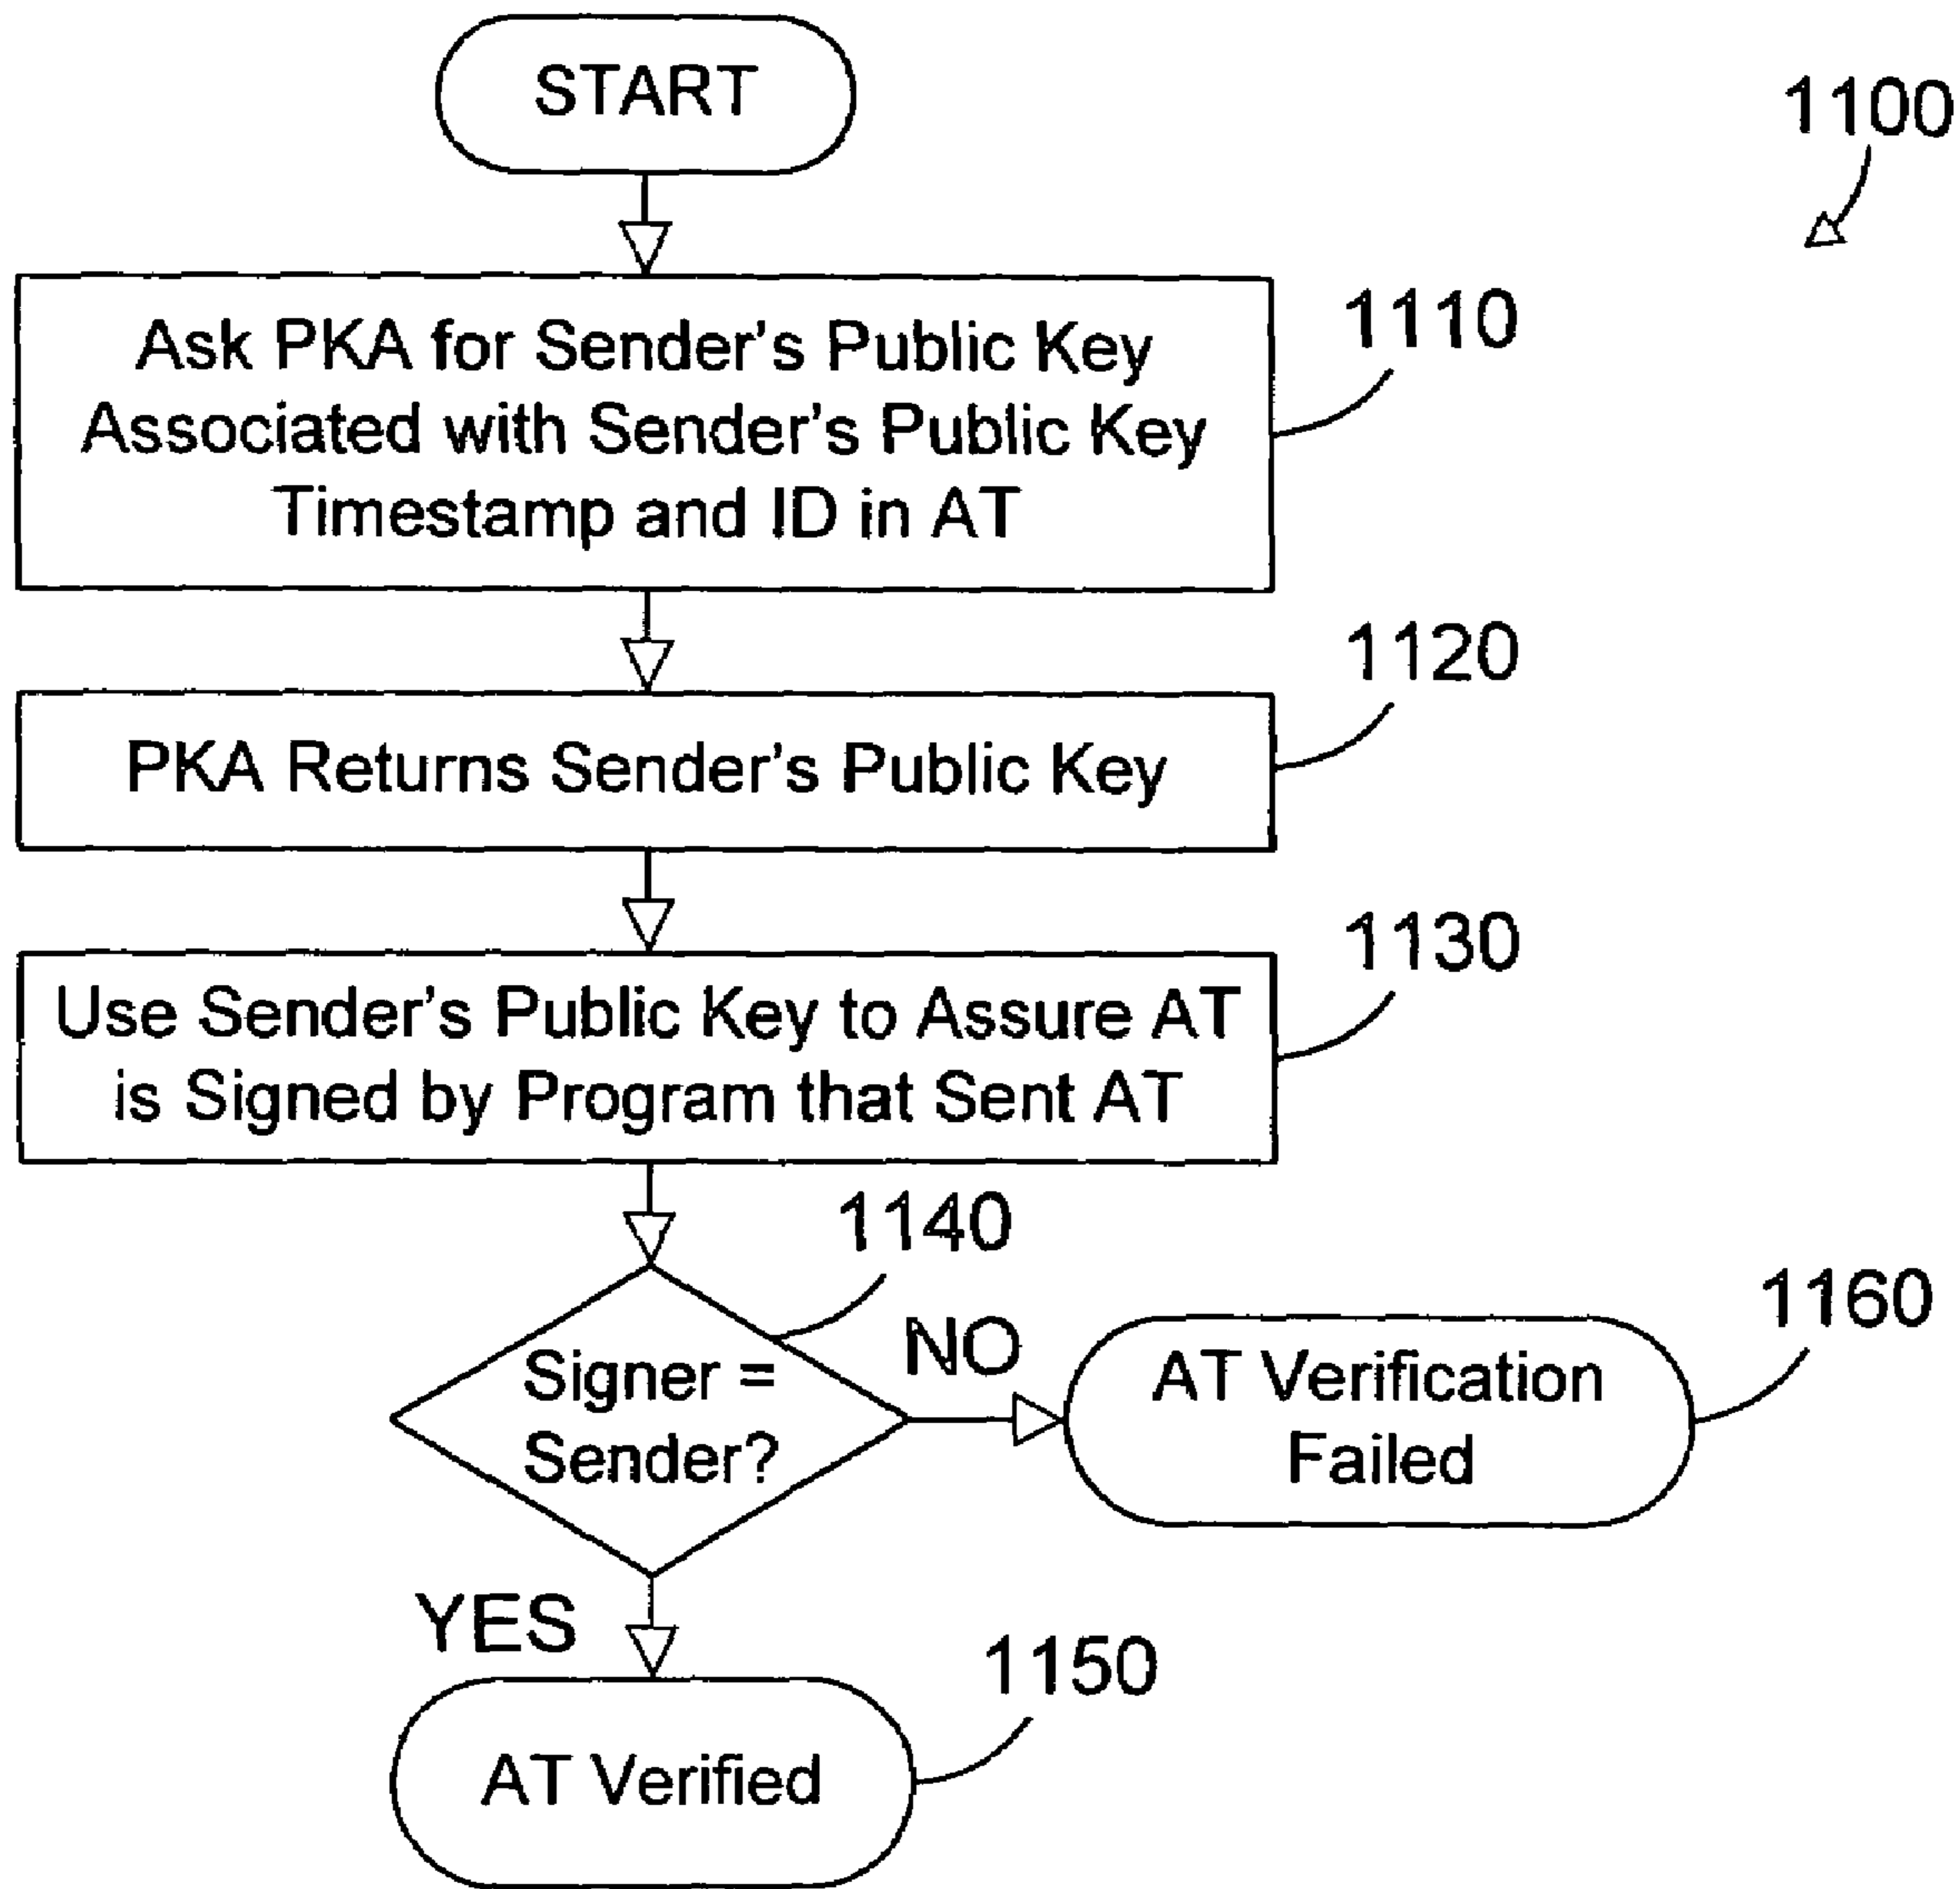 START
1100
Ask PKA for Sender's Public Key
Associated with Sender's Public Key
Timestamp and ID in AT
1110
PKA Returns Sender's Public Key
1120
Use Sender's Public Key to Assure AT
is Signed by Program that Sent AT
1130
Signer =
Sender?
1140
NO
AT Verification
Failed
1160
YES
AT Verified
1150